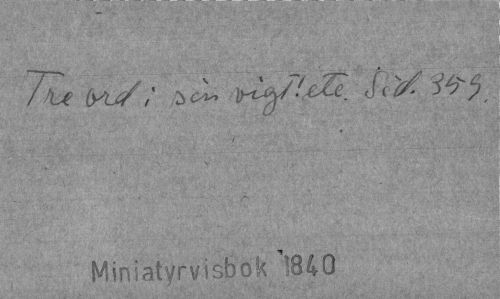 Tre ord i sin vigt! etc. Sid. 359.
Miniatyrvisbok 1840